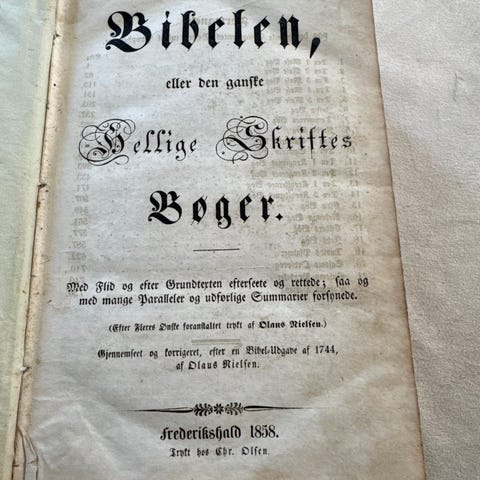 Bibelen,
eller den ganske
Hellige Skriftes
Bøger.
Med Flid og efter Grundtexten efterseete og rettede; saa og
med mange Paralleler og udførlige Summarier forsynede.
(Efter Fleres Ønske foranstaltet trykt af Olaus Nielsen.)
Gjennemseet og korrigeret, efter en Bibel-Udgave af 1744,
af Olaus Nielsen.
Frederikshald 1858.
Trykt hos Chr. Olsen.